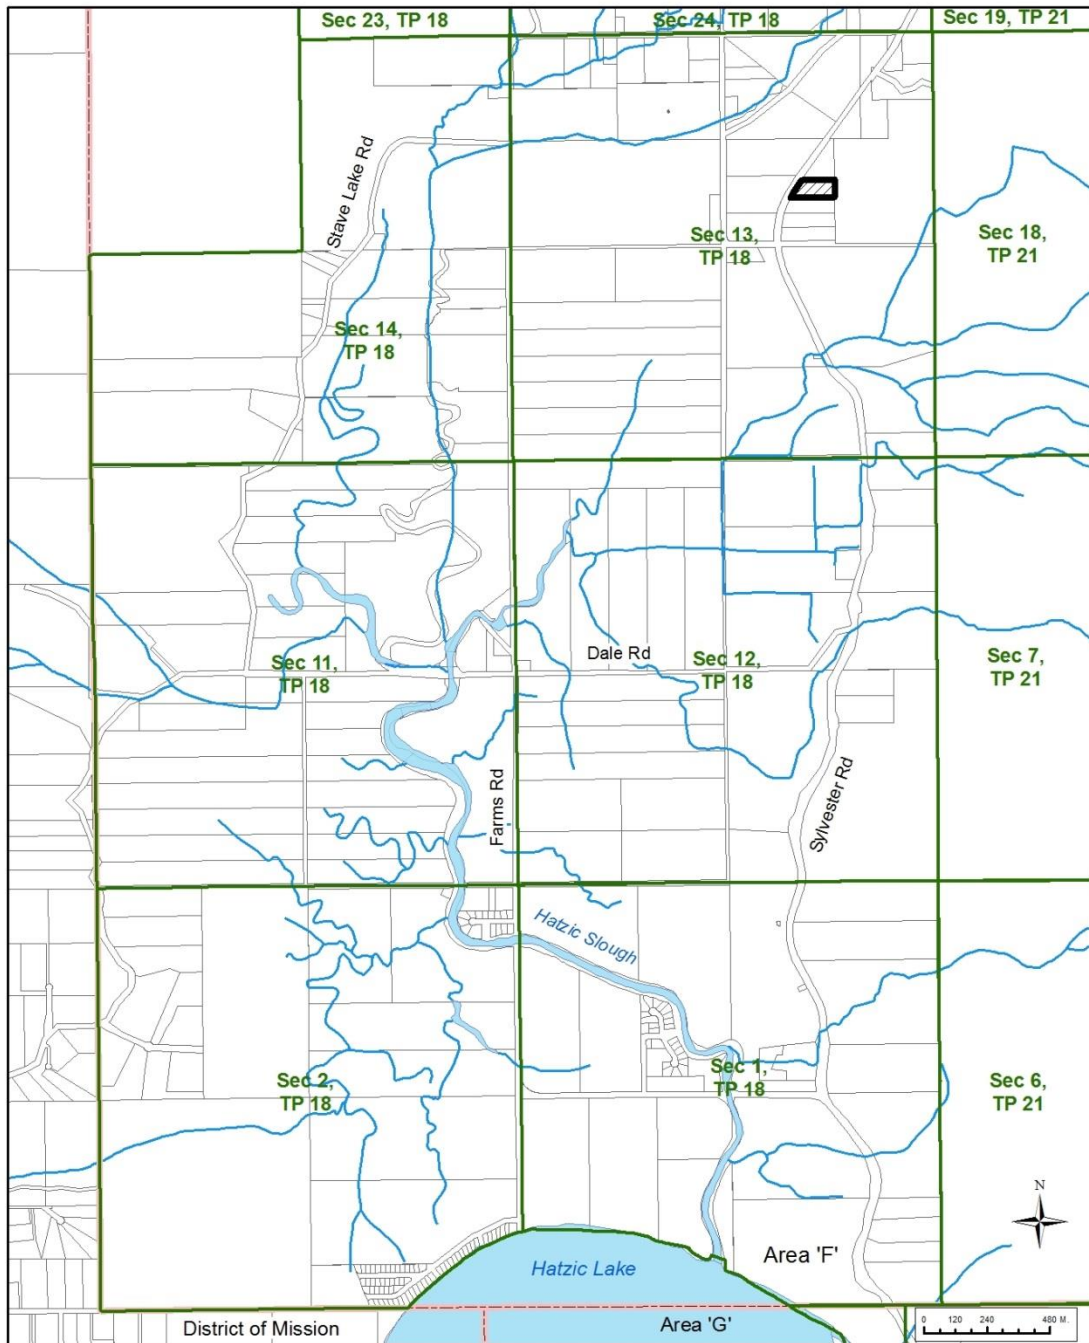 Sec 23, TP 18
Sec 24, TP 18
Sec 19, TP 21
Stave Lake Rd
Sec 13,
TP 18
Sec 18,
TP 21
Sec 14,
TP 18
Dale Rd
Sec 11,
TP 18
Sec 12,
TP 18
Sec 7,
TP 21
Farms Rd
Sylvester Rd
Hatzic Slough
Sec 2,
TP 18
Sec 1,
TP 18
Sec 6,
TP 21
N
Area 'F'
Hatzic Lake
District of Mission
Area 'G'
0 120 240 480 M.